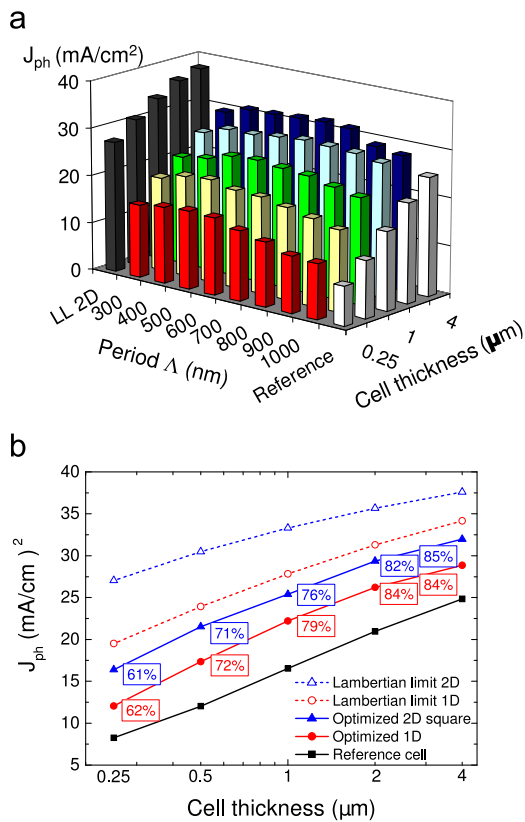 a
J_ph (mA/cm²)
40
30
20
10
0
LL 2D
300
400
500
600
700
800
900
1000
Reference
0.25
1
4
Period Λ (nm)
Cell thickness (μm)
b
40
35
30
25
20
15
10
5
J_ph (mA/cm)²
61%
71%
76%
82%
85%
62%
72%
79%
84%
84%
Lambertian limit 2D
Lambertian limit 1D
Optimized 2D square
Optimized 1D
Reference cell
0.25 0.5 1 2 4
Cell thickness (μm)